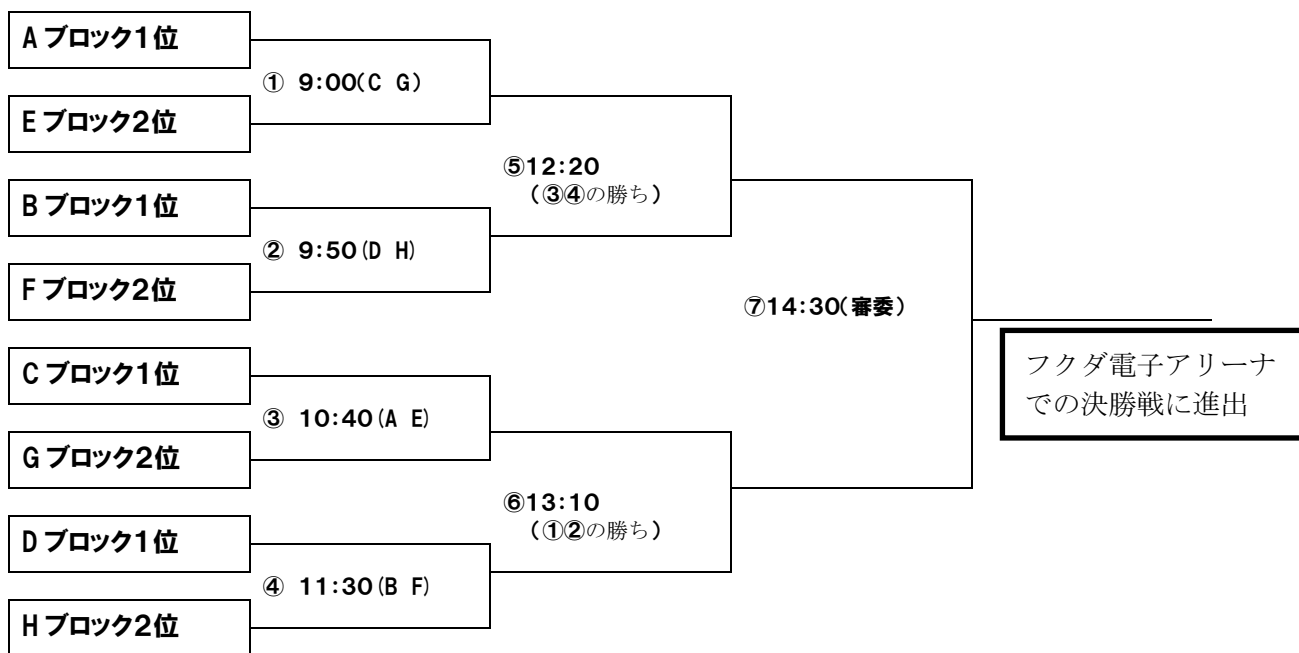 Aブロック1位
① 9:00(C G)
Eブロック2位
⑤12:20
(③④の勝ち)
Bブロック1位
② 9:50(D H)
Fブロック2位
⑦14:30(審委)
フクダ電子アリーナ
での決勝戦に進出
Cブロック1位
③ 10:40(A E)
Gブロック2位
⑥13:10
(①②の勝ち)
Dブロック1位
④ 11:30(B F)
Hブロック2位